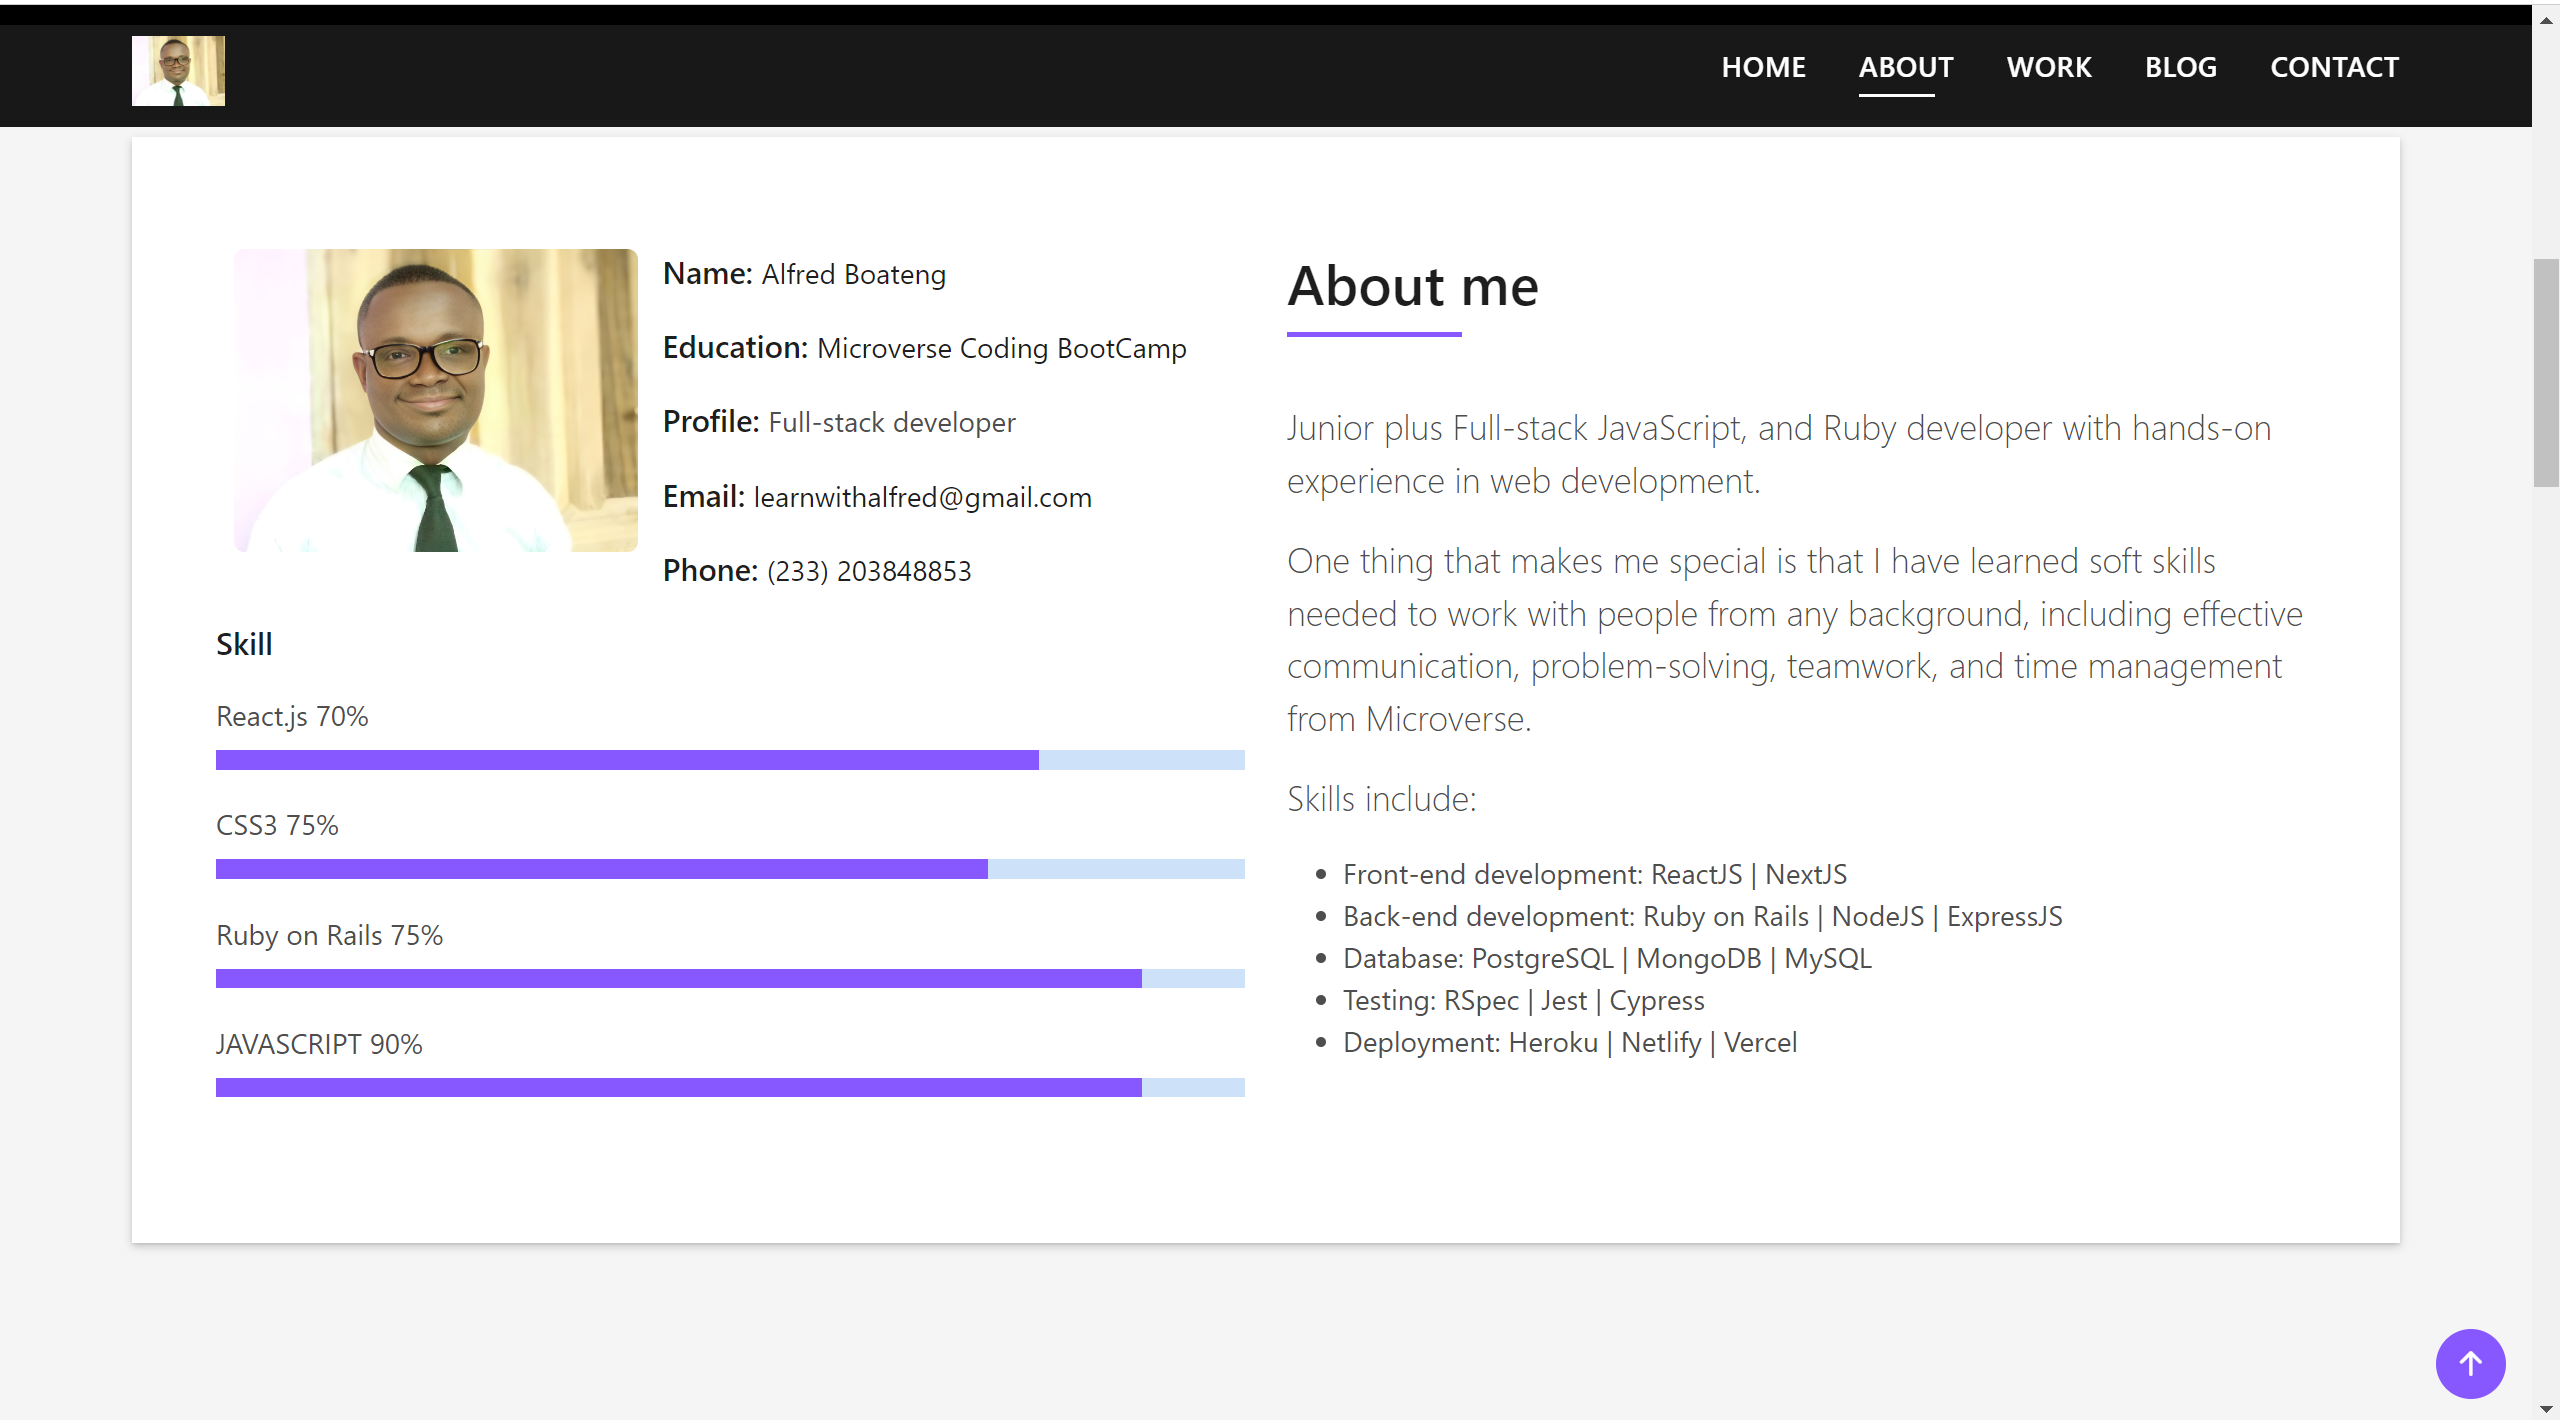 HOME ABOUT WORK BLOG CONTACT
Name: Alfred Boateng
Education: Microverse Coding BootCamp
Profile: Full-stack developer
Email: learnwithalfred@gmail.com
Phone: (233) 203848853
Skill
React.js 70%
CSS3 75%
Ruby on Rails 75%
JAVASCRIPT 90%
About me
Junior plus Full-stack JavaScript, and Ruby developer with hands-on
experience in web development.
One thing that makes me special is that I have learned soft skills
needed to work with people from any background, including effective
communication, problem-solving, teamwork, and time management
from Microverse.
Skills include:
• Front-end development: ReactJS | NextJS
• Back-end development: Ruby on Rails | NodeJS | ExpressJS
• Database: PostgreSQL | MongoDB | MySQL
• Testing: RSpec | Jest | Cypress
• Deployment: Heroku | Netlify | Vercel